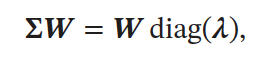 𝚺𝑾 = 𝑾 diag(𝝀),